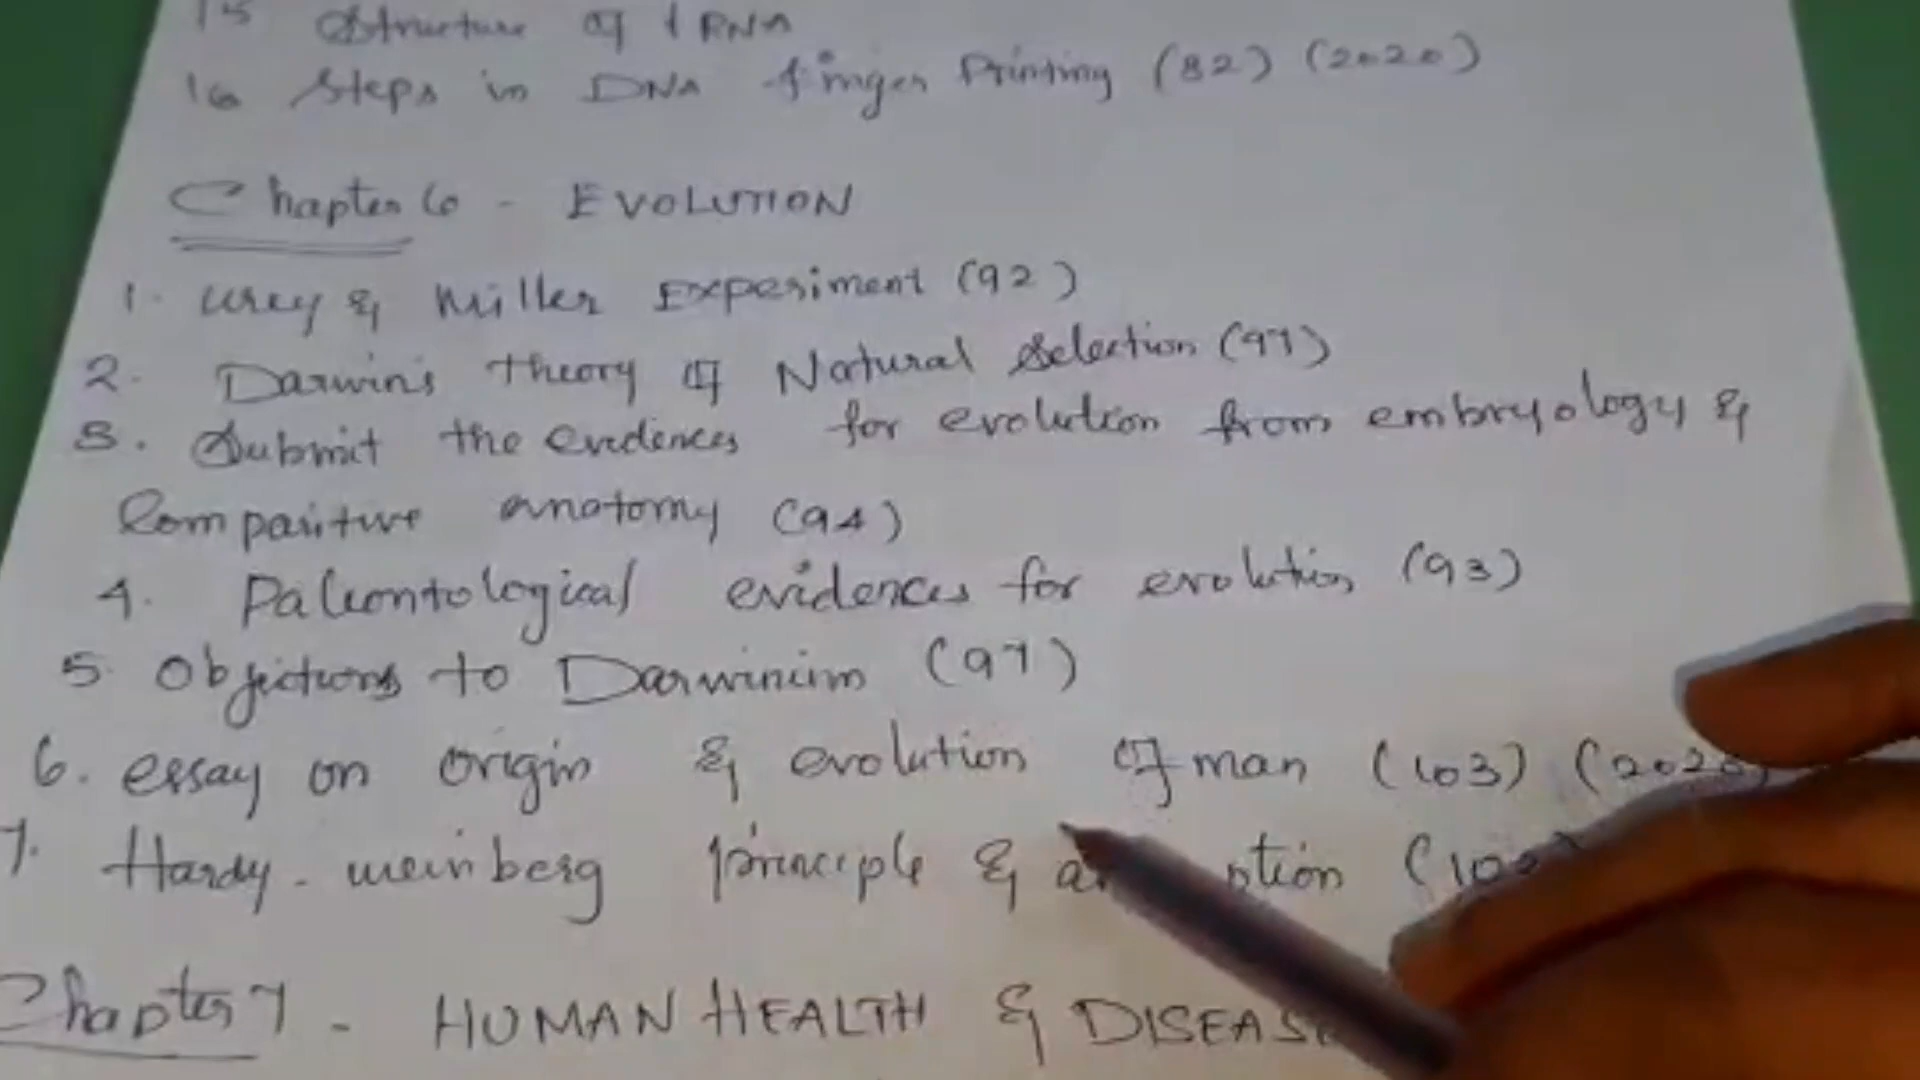 15 Structure of tRNA
16 Steps in DNA finger Printing (82) (2020)
Chapter 6 - EVOLUTION
1. Urey & Miller Experiment (92)
2. Darwin's theory of Natural Selection (97)
3. Submit the evidences for evolution from embryology &
Comparitive anatomy (94)
4. Paleontological evidences for evolution (93)
5. Objections to Darwinism (97)
6. essay on origin & evolution of man (103) (2020)
7. Hardy-weinberg principle &
Chapter 7 - HUMAN HEALTH &